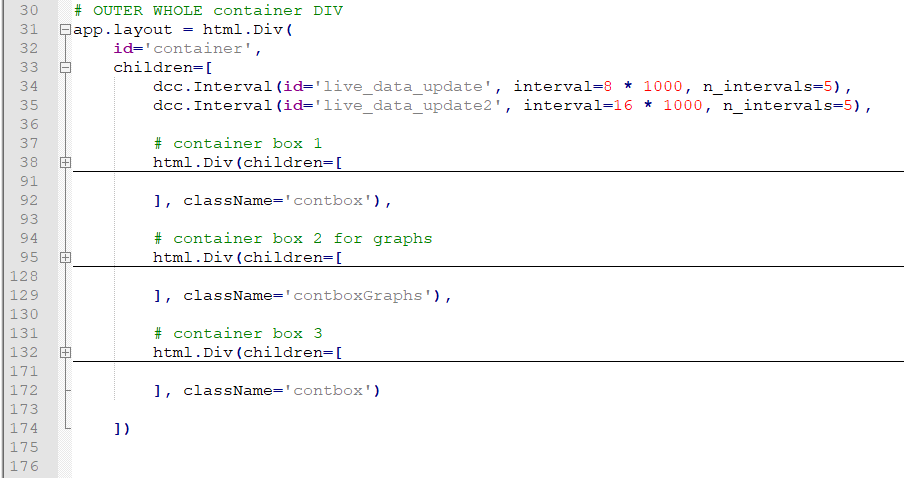 30 # OUTER WHOLE container DIV
31 app.layout = html.Div(
32     id='container',
33     children=[
34         dcc.Interval(id='live_data_update', interval=8 * 1000, n_intervals=5),
35         dcc.Interval(id='live_data_update2', interval=16 * 1000, n_intervals=5),
36
37         # container box 1
38         html.Div(children=[
91
92         ], className='contbox'),
93
94         # container box 2 for graphs
95         html.Div(children=[
128
129         ], className='contboxGraphs'),
130
131         # container box 3
132         html.Div(children=[
171
172         ], className='contbox')
173
174     ])
175
176